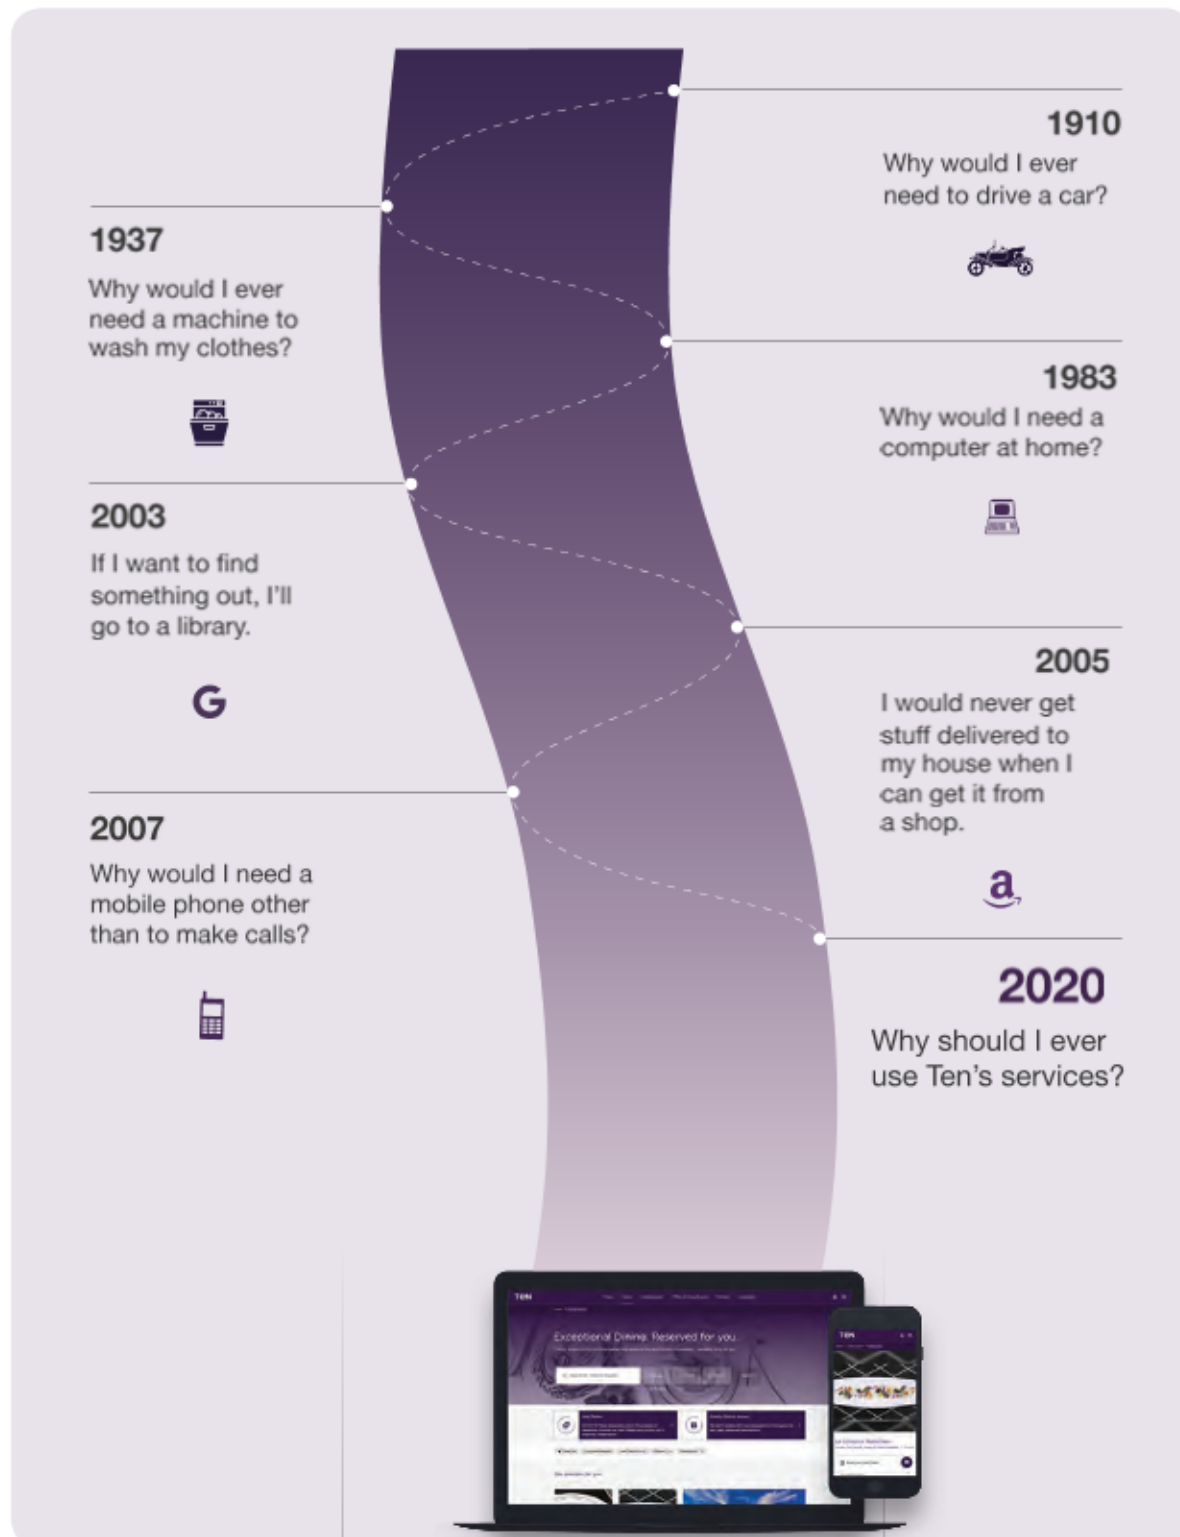 1910
Why would I ever
need to drive a car?
1937
Why would I ever
need a machine to
wash my clothes?
1983
Why would I need a
computer at home?
2003
If I want to find
something out, I'll
go to a library.
G
2005
I would never get
stuff delivered to
my house when I
can get it from
a shop.
a
2007
Why would I need a
mobile phone other
than to make calls?
2020
Why should I ever
use Ten's services?
TEN
Exceptional Dining. Reserved for you.
TEN